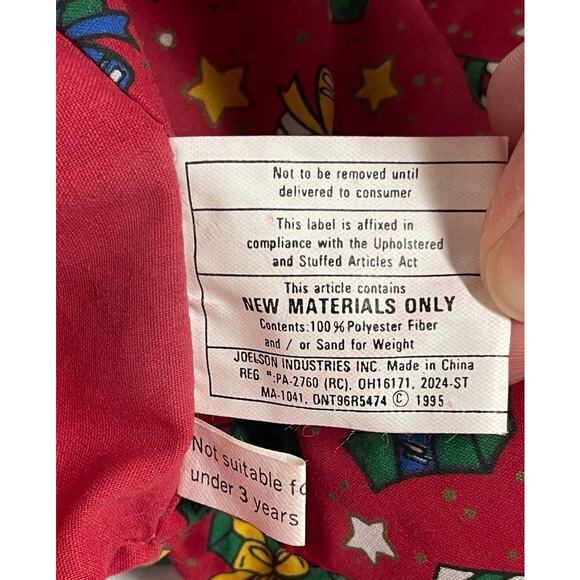 Not to be removed until
delivered to consumer
This label is affixed in
compliance with the Upholstered
and Stuffed Articles Act
This article contains
NEW MATERIALS ONLY
Contents:100% Polyester Fiber
and / or Sand for Weight
JOELSON INDUSTRIES INC. Made in China
REG #:PA-2760 (RC), OH16171, 2024-ST
MA-1041, ONT96R5474 © 1995
Not suitable
under 3 years